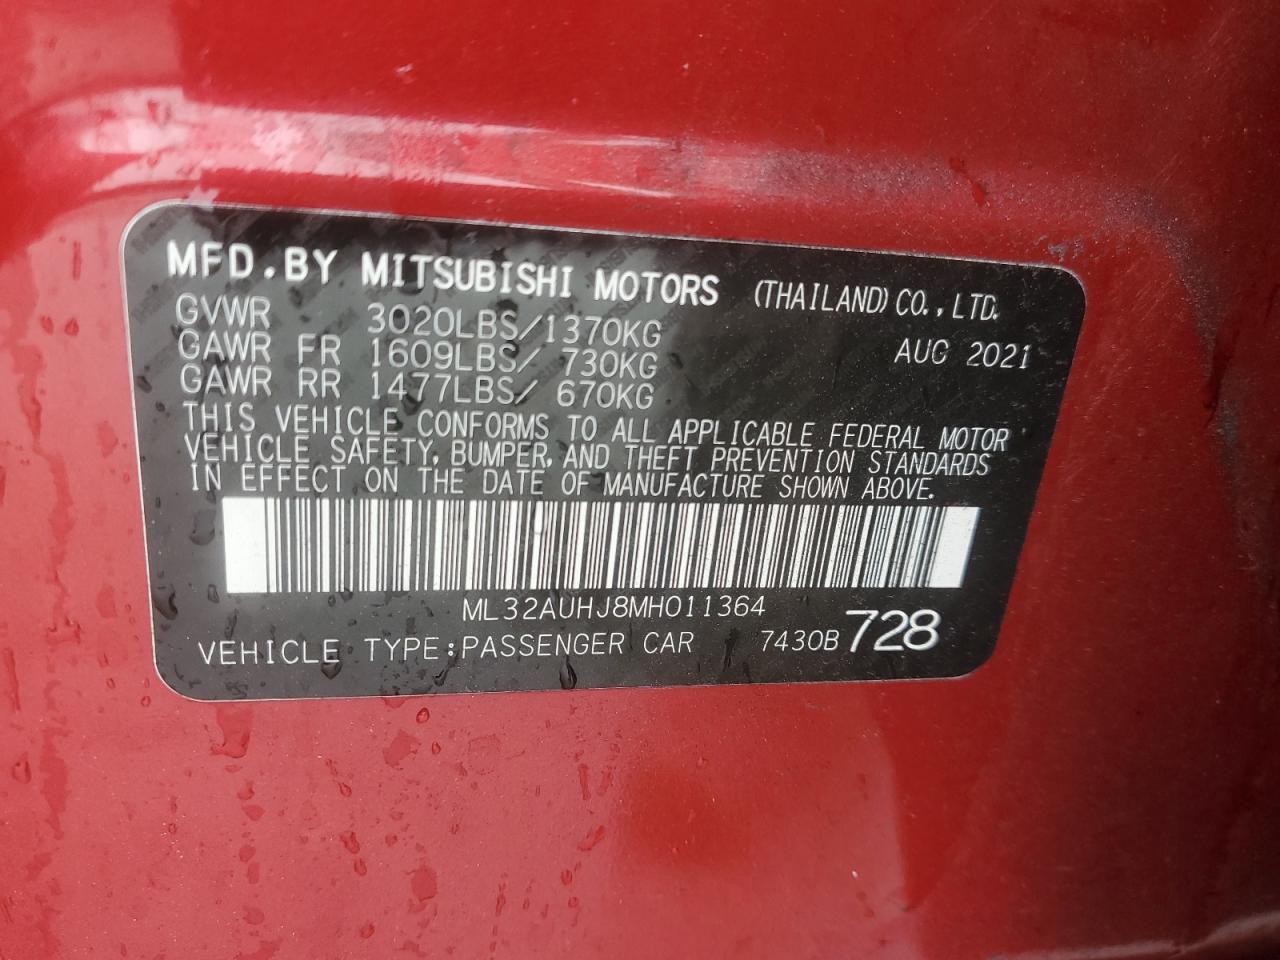 MFD.BY MITSUBISHI MOTORS (THAILAND) CO.,LTD.
GVWR 3020LBS/1370KG
GAWR FR 1609LBS/ 730KG AUG 2021
GAWR RR 1477LBS/ 670KG
THIS VEHICLE CONFORMS TO ALL APPLICABLE FEDERAL MOTOR
VEHICLE SAFETY, BUMPER, AND THEFT PREVENTION STANDARDS
IN EFFECT ON THE DATE OF MANUFACTURE SHOWN ABOVE.
ML32AUHJ8MH011364
VEHICLE TYPE:PASSENGER CAR 7430B 728